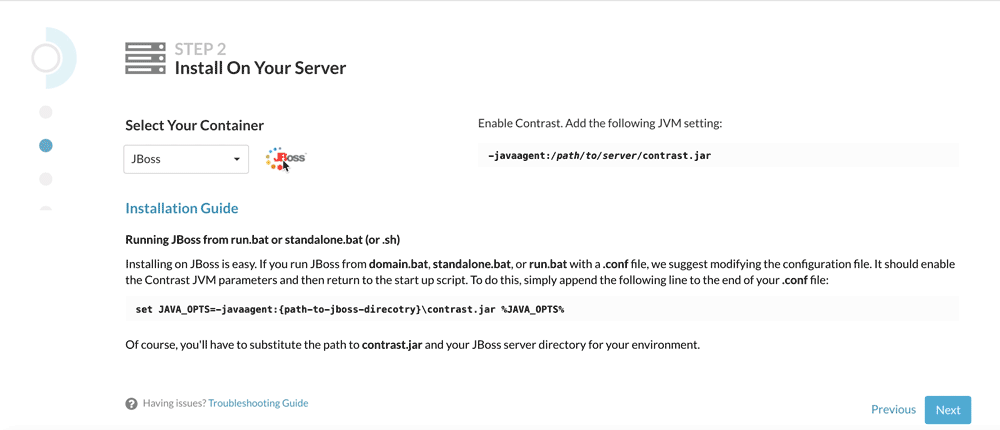 STEP 2
Install On Your Server
Select Your Container
JBoss
JBoss
Enable Contrast. Add the following JVM setting:
-javaagent:/path/to/server/contrast.jar
Installation Guide
Running JBoss from run.bat or standalone.bat (or .sh)
Installing on JBoss is easy. If you run JBoss from domain.bat, standalone.bat, or run.bat with a .conf file, we suggest modifying the configuration file. It should enable
the Contrast JVM parameters and then return to the start up script. To do this, simply append the following line to the end of your .conf file:
set JAVA_OPTS=-javaagent:{path-to-jboss-direcotry}\contrast.jar %JAVA_OPTS%
Of course, you'll have to substitute the path to contrast.jar and your JBoss server directory for your environment.
? Having issues? Troubleshooting Guide
Previous
Next